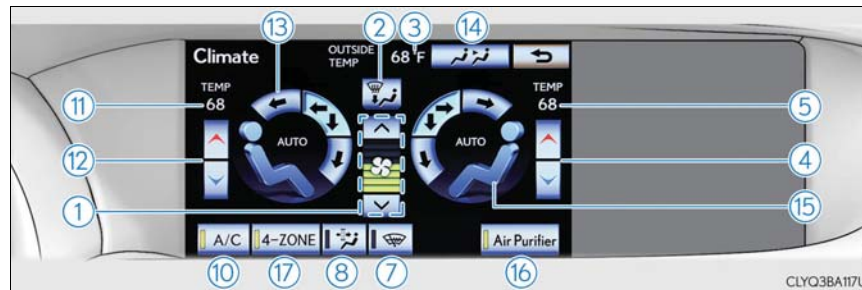 13 2 3 14
Climate OUTSIDE TEMP 68°F
TEMP TEMP
11 68 68 5
AUTO AUTO
12 4
1 15
A/C 4-ZONE Air Purifier
10 17 8 7 16
CLYQ3BA117U